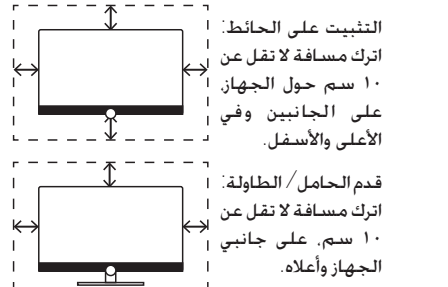 التثبيت على الحائط:
اترك مسافة لا تقل عن
١٠ سم حول الجهاز,
على الجانبين وفي
الأعلى والأسفل.
قدم الحامل/ الطاولة:
اترك مسافة لا تقل عن
١٠ سم, على جانبي
الجهاز وأعلاه.